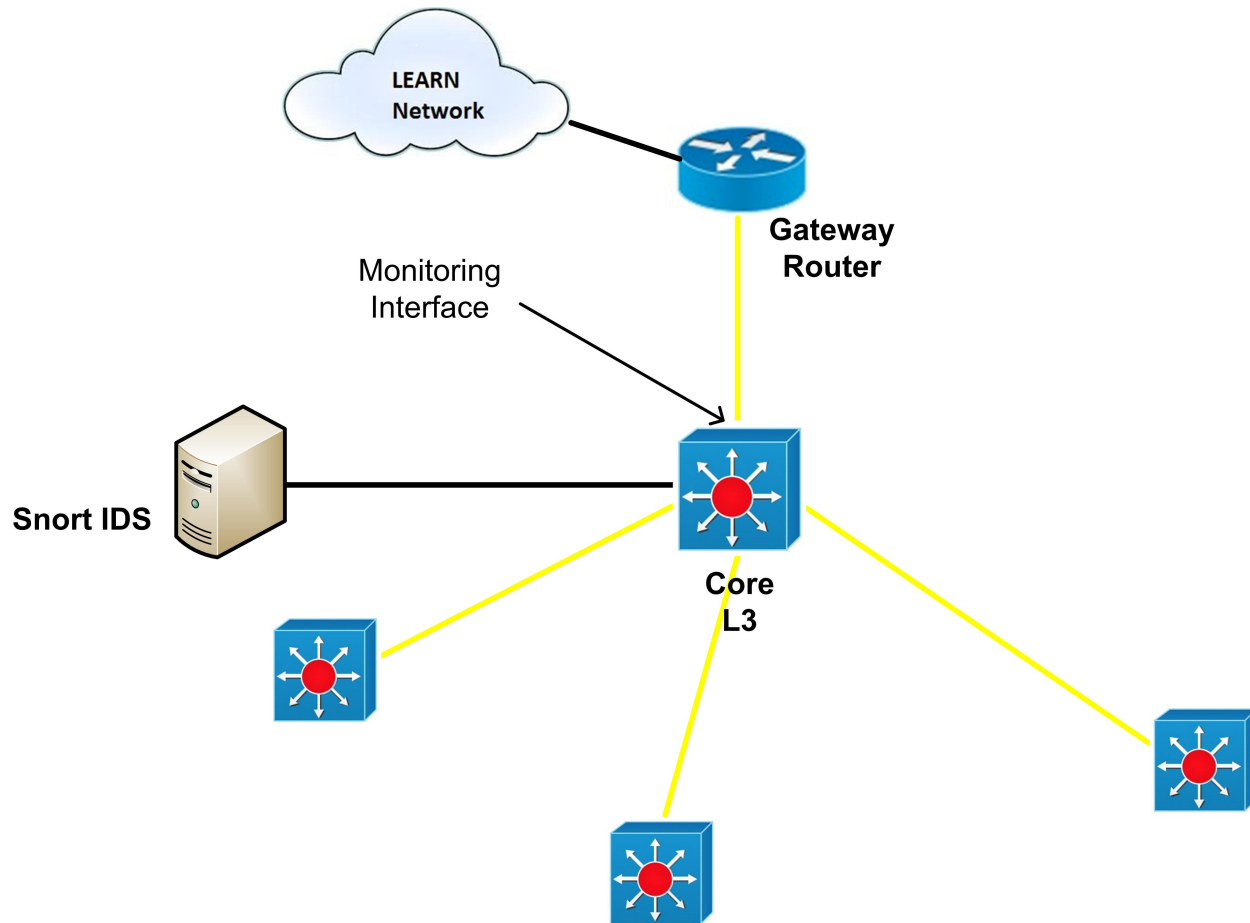 LEARN
Network
Gateway
Router
Monitoring
Interface
Snort IDS
Core
L3